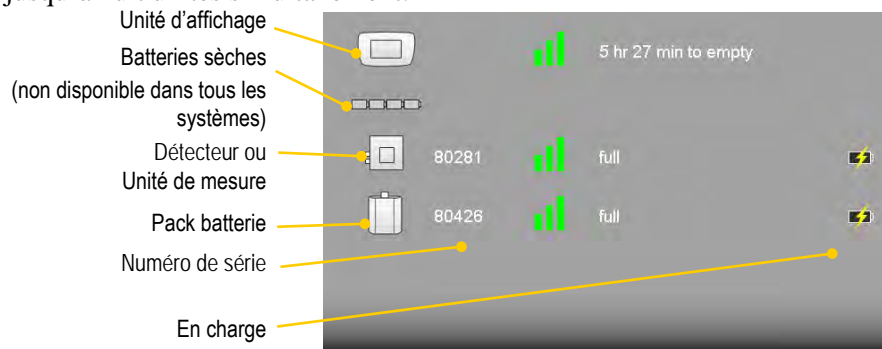 Unité d'affichage
5 hr 27 min to empty
Batteries sèches
(non disponible dans tous les
systèmes)
Détecteur ou
80281 full
Unité de mesure
Pack batterie
80426 full
Numéro de série
En charge